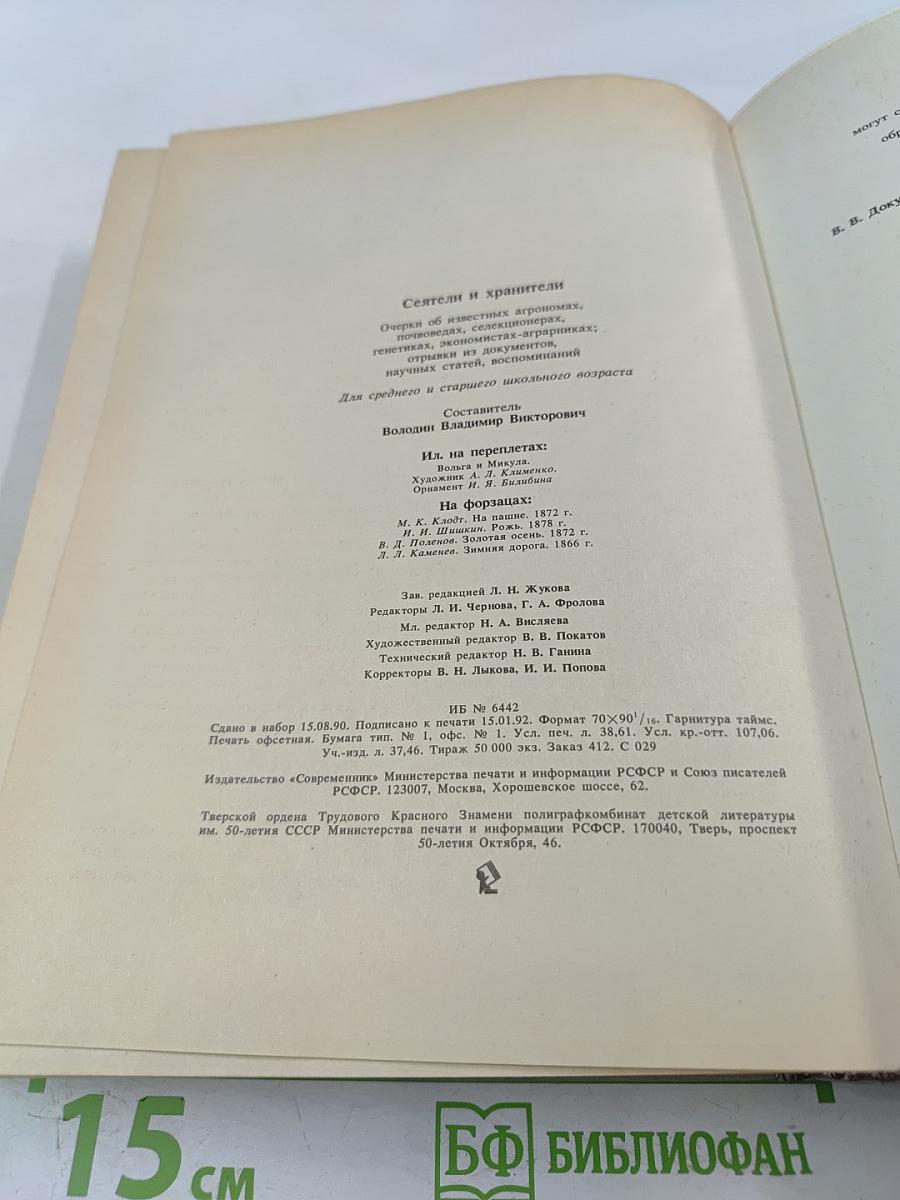 Сеятели и хранители
Очерки об известных агрономах,
почвоведах, селекционерах,
генетиках, экономистах-аграрниках;
отрывки из документов,
научных статей, воспоминаний
Для среднего и старшего школьного возраста
Составитель
Володин Владимир Викторович
Ил. на переплетах:
Вольга и Микула.
Художник А. Л. Клименко.
Орнамент И. Я. Билибина
На форзацах:
М. К. Клодт. На пашне. 1872 г.
И. И. Шишкин. Рожь. 1878 г.
В. Д. Поленов. Золотая осень. 1872 г.
Л. Л. Каменев. Зимняя дорога. 1866 г.
Зав. редакцией Л. Н. Жукова
Редакторы Л. И. Чернова, Г. А. Фролова
Мл. редактор Н. А. Висляева
Художественный редактор В. В. Покатов
Технический редактор Н. В. Ганина
Корректоры В. Н. Лыкова, И. И. Попова
ИБ № 6442
Сдано в набор 15.08.90. Подписано к печати 15.01.92. Формат 70×90¹/₁₆. Гарнитура таймс.
Печать офсетная. Бумага тип. № 1, офс. № 1. Усл. печ. л. 38,61. Усл. кр.-отт. 107,06.
Уч.-изд. л. 37,46. Тираж 50 000 экз. Заказ 412. С 029
Издательство «Современник» Министерства печати и информации РСФСР и Союз писателей
РСФСР. 123007, Москва, Хорошевское шоссе, 62.
Тверской ордена Трудового Красного Знамени полиграфкомбинат детской литературы
им. 50-летия СССР Министерства печати и информации РСФСР. 170040, Тверь, проспект
50-летия Октября, 46.
могут
В. В.
15 см
БФ БИБЛИОФАН